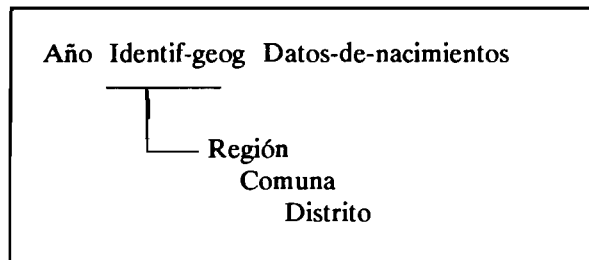 Año Identif-geog Datos-de-nacimientos
Región
Comuna
Distrito